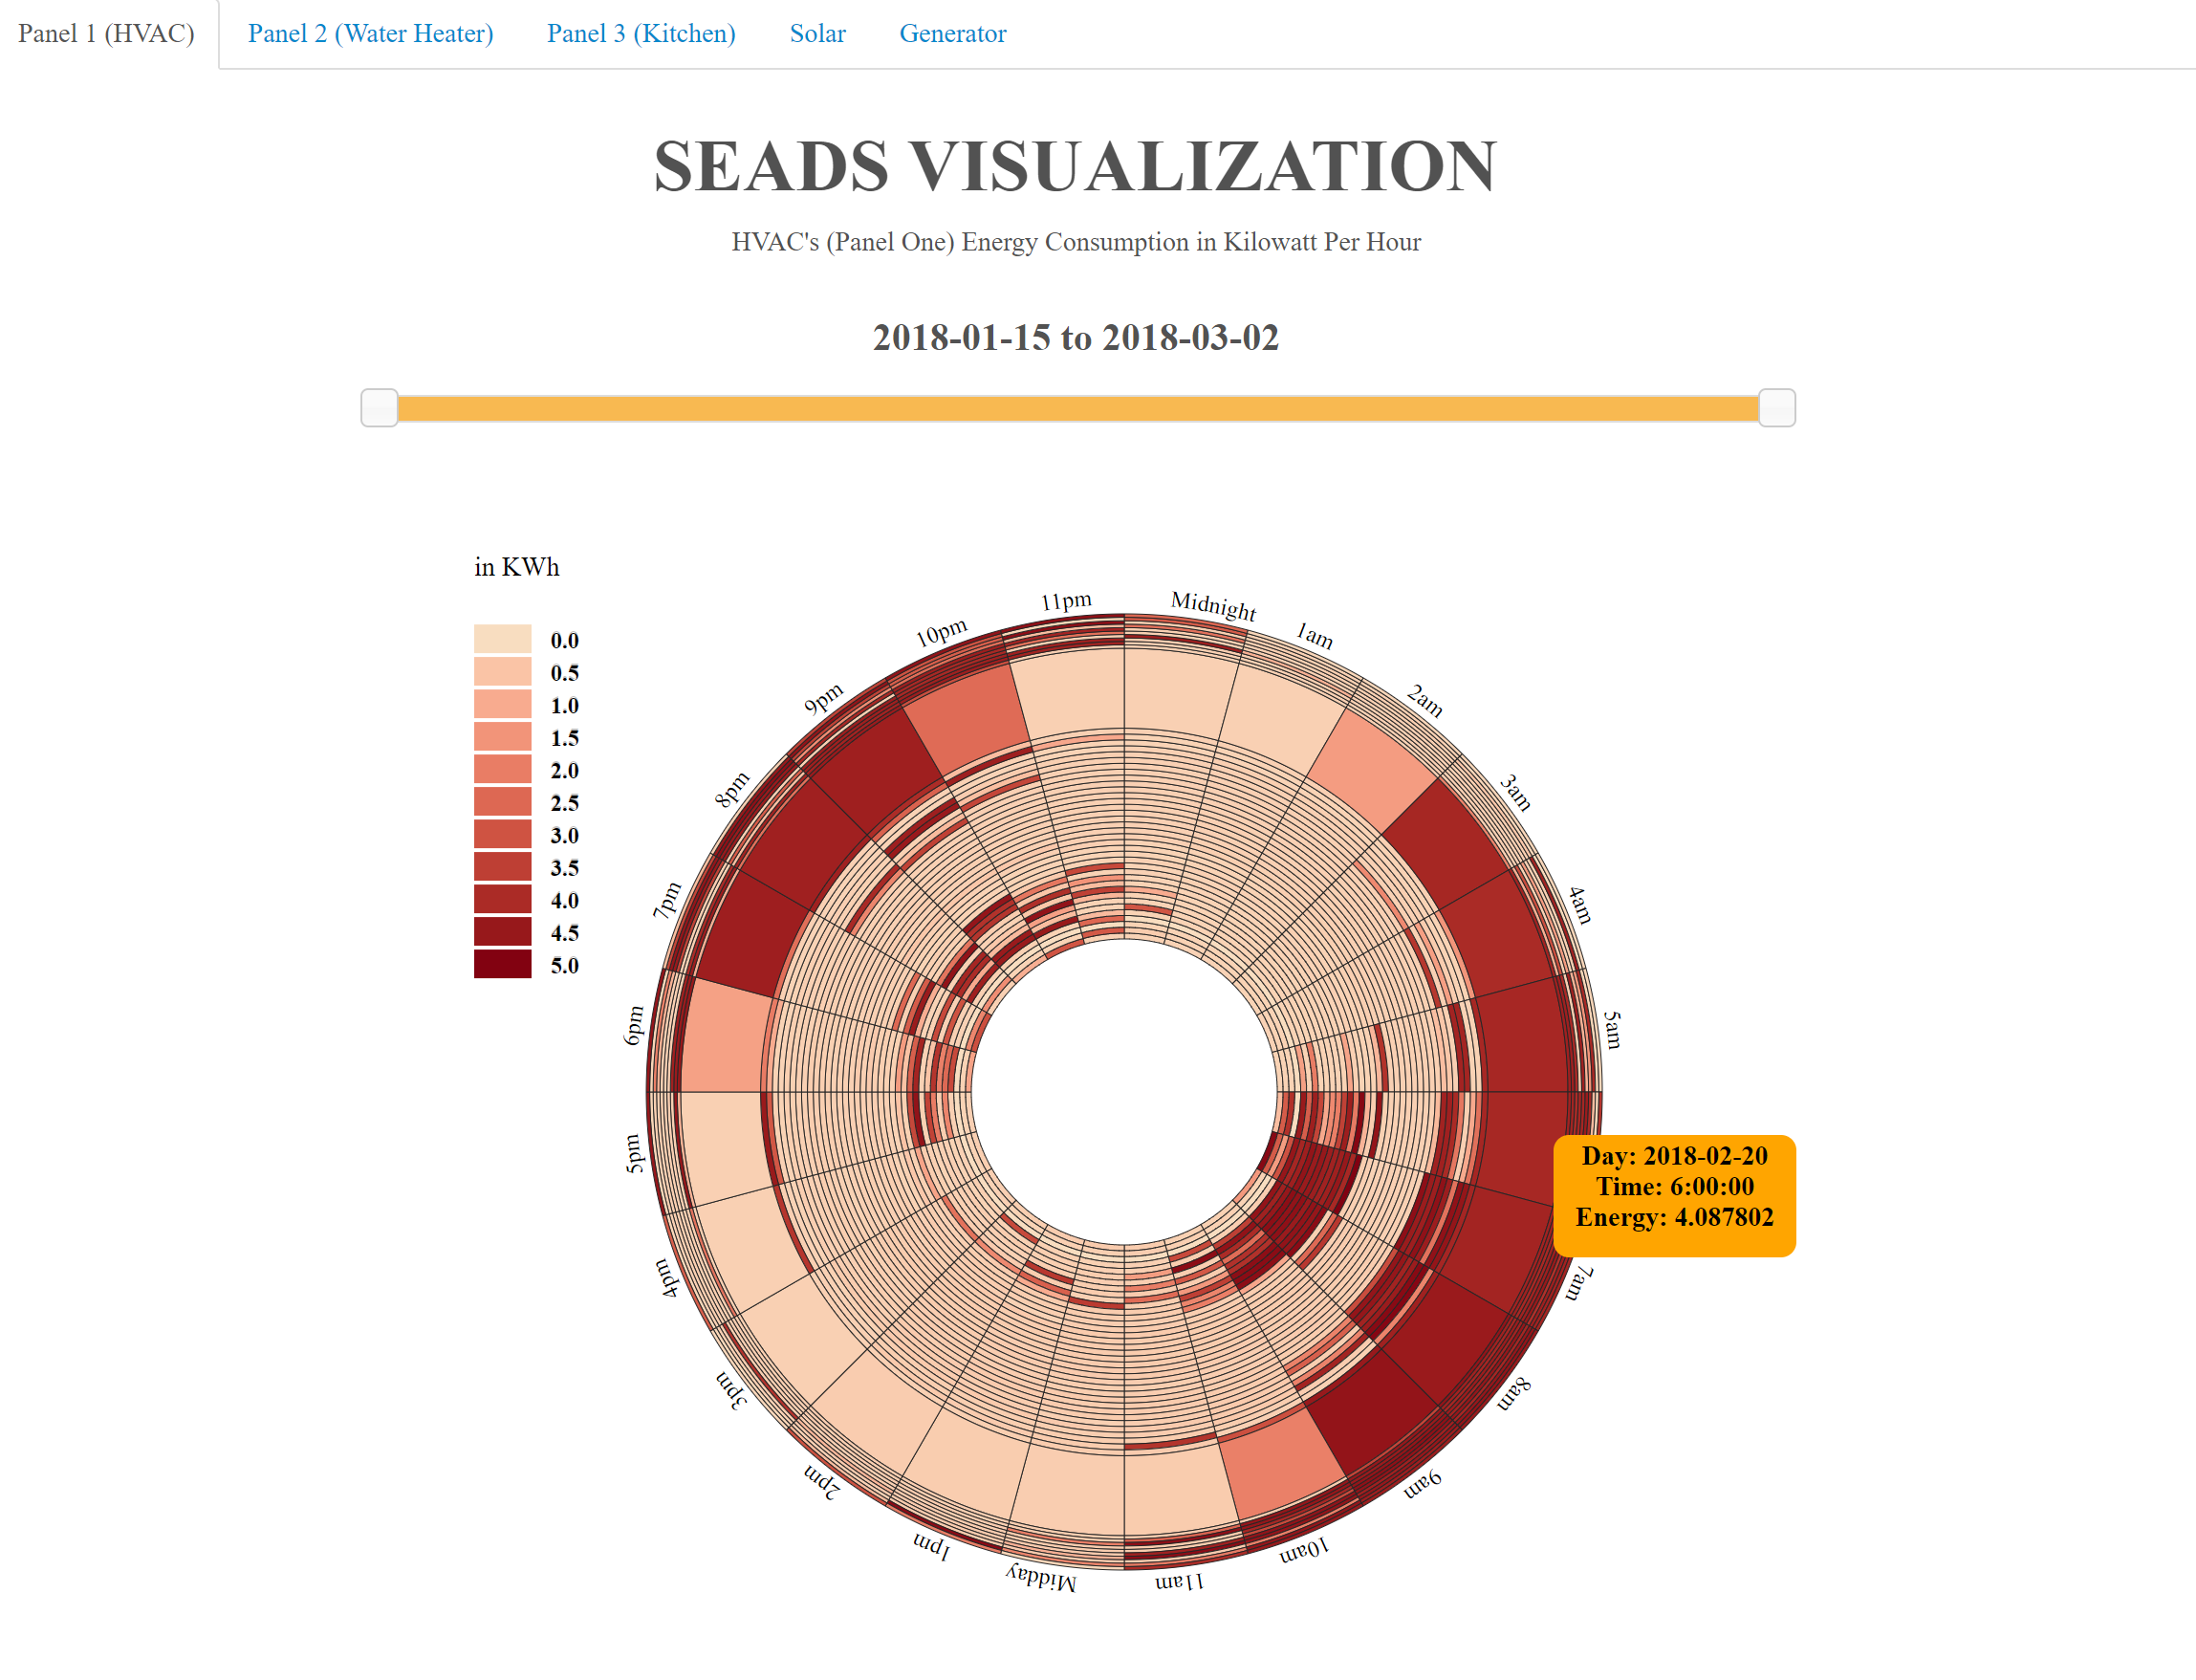 Panel 1 (HVAC)
Panel 2 (Water Heater)
Panel 3 (Kitchen)
Solar
Generator
SEADS VISUALIZATION
HVAC's (Panel One) Energy Consumption in Kilowatt Per Hour
2018-01-15 to 2018-03-02
in KWh
0.0
0.5
1.0
1.5
2.0
2.5
3.0
3.5
4.0
4.5
5.0
Midnight
1am
2am
3am
4am
5am
Day: 2018-02-20
Time: 6:00:00
Energy: 4.087802
7am
8am
9am
10am
11am
Midday
1pm
2pm
3pm
4pm
5pm
6pm
7pm
8pm
9pm
10pm
11pm